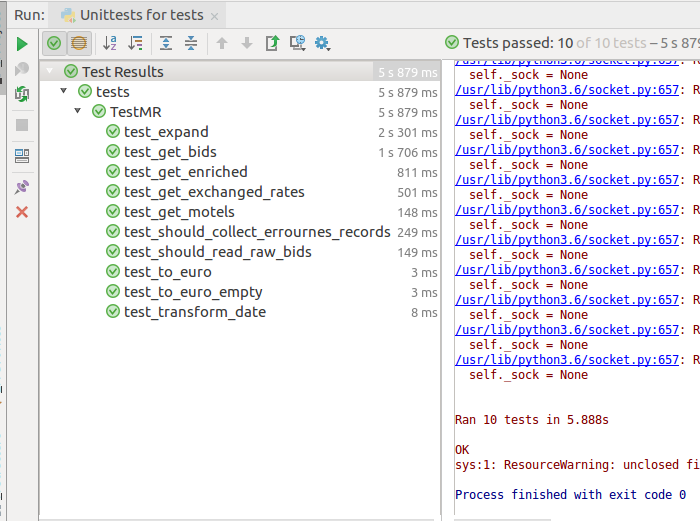 Run: Unittests for tests
Tests passed: 10 of 10 tests – 5 s 879
Test Results 5 s 879 ms
tests 5 s 879 ms
TestMR 5 s 879 ms
test_expand 2 s 301 ms
test_get_bids 1 s 706 ms
test_get_enriched 811 ms
test_get_exchanged_rates 501 ms
test_get_motels 148 ms
test_should_collect_errournes_records 249 ms
test_should_read_raw_bids 149 ms
test_to_euro 3 ms
test_to_euro_empty 3 ms
test_transform_date 8 ms
/usr/lib/python3.6/socket.py:657: R
self._sock = None
/usr/lib/python3.6/socket.py:657: R
self._sock = None
/usr/lib/python3.6/socket.py:657: R
self._sock = None
/usr/lib/python3.6/socket.py:657: R
self._sock = None
/usr/lib/python3.6/socket.py:657: R
self._sock = None
/usr/lib/python3.6/socket.py:657: R
self._sock = None
/usr/lib/python3.6/socket.py:657: R
self._sock = None
/usr/lib/python3.6/socket.py:657: R
self._sock = None
/usr/lib/python3.6/socket.py:657: R
self._sock = None
/usr/lib/python3.6/socket.py:657: R
self._sock = None
/usr/lib/python3.6/socket.py:657: R
self._sock = None
Ran 10 tests in 5.888s
OK
sys:1: ResourceWarning: unclosed fi
Process finished with exit code 0